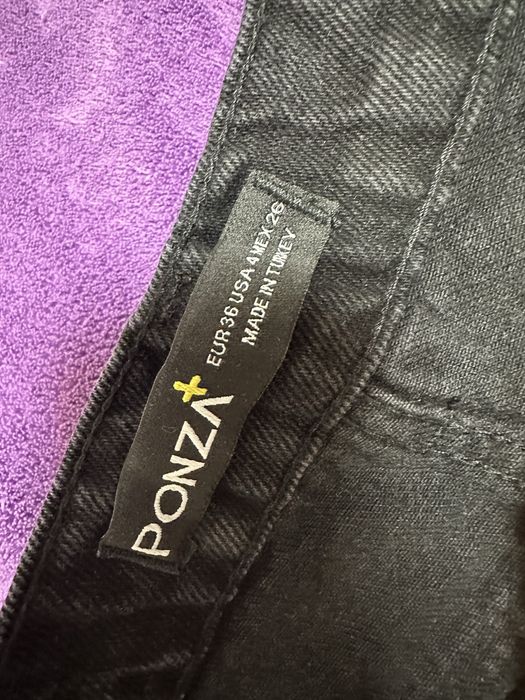 PONZA+
EUR 36 USA 4 MEX 26
MADE IN TURKEY